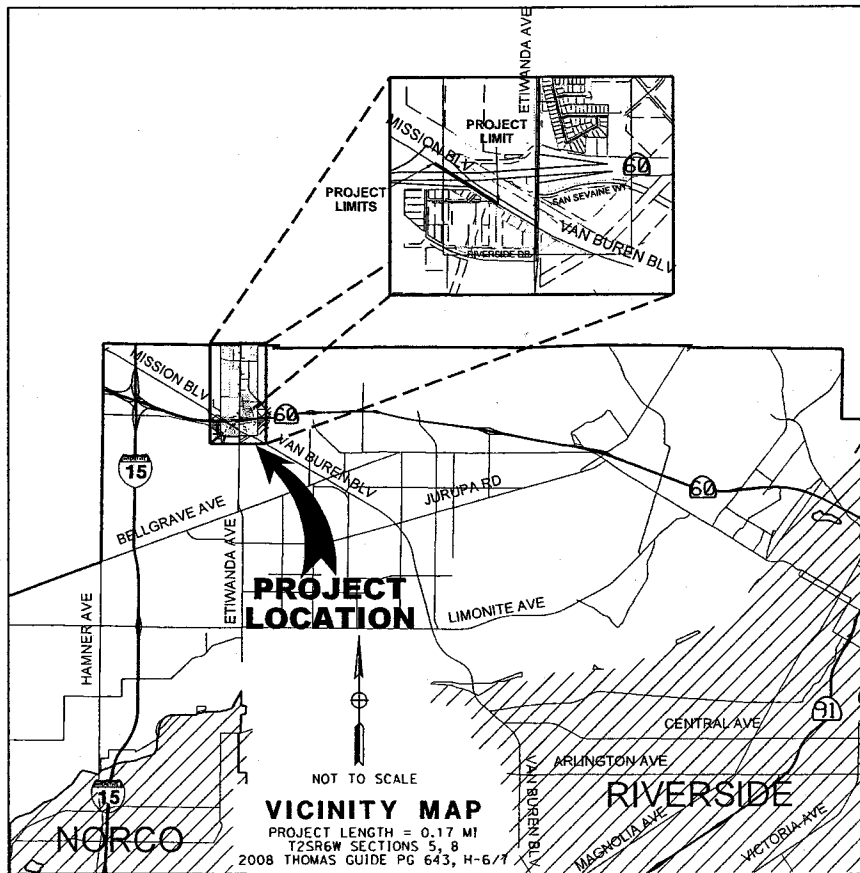 ETIWANDA AVE
ETIWANDA AVE
MISSION BLV
PROJECT
LIMIT
60
PROJECT
LIMITS
SAN SEVAINE WY
VAN BUREN BLV
RIVERSIDE DR
MISSION BLV
60
15
VAN BUREN BLV
JURUPA RD
60
BELLGRAVE AVE
ETIWANDA AVE
PROJECT
LOCATION
LIMONITE AVE
HAMNER AVE
91
CENTRAL AVE
ARLINGTON AVE
NOT TO SCALE
VAN BUREN BLV
RIVERSIDE
15
VICINITY MAP
MAGNOLIA AVE
VICTORIA AVE
NORCO
PROJECT LENGTH = 0.17 MI
T2SR6W SECTIONS 5, 8
2008 THOMAS GUIDE PG 643, H-6/7